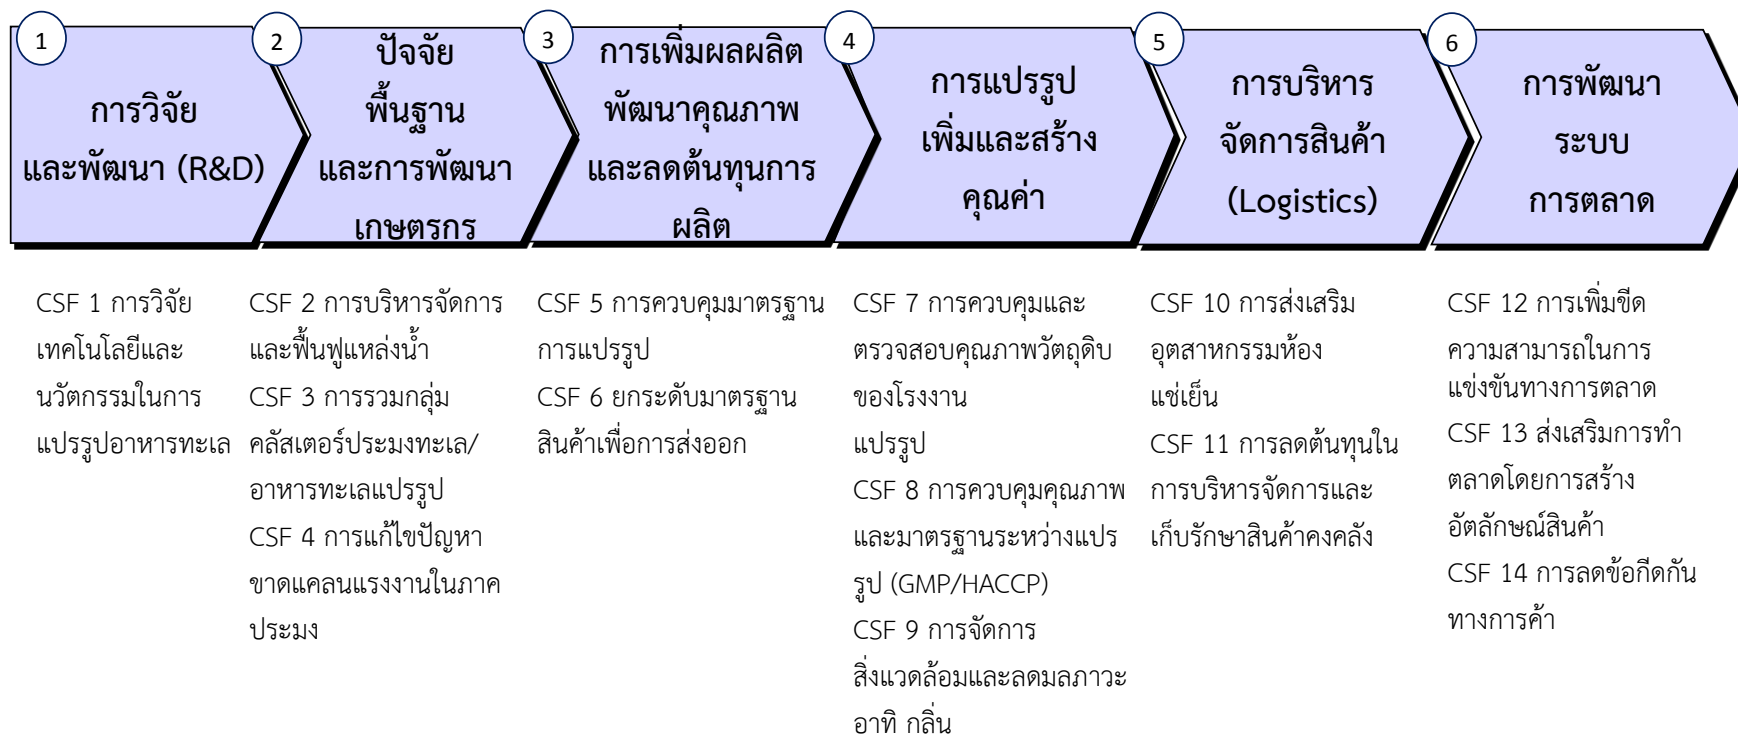 1
การวิจัย
และพัฒนา (R&D)
2
ปัจจัย
พื้นฐาน
และการพัฒนา
เกษตรกร
3
การเพิ่มผลผลิต
พัฒนาคุณภาพ
และลดต้นทุนการ
ผลิต
4
การแปรรูป
เพิ่มและสร้าง
คุณค่า
5
การบริหาร
จัดการสินค้า
(Logistics)
6
การพัฒนา
ระบบ
การตลาด
CSF 1 การวิจัย
เทคโนโลยีและ
นวัตกรรมในการ
แปรรูปอาหารทะเล
CSF 2 การบริหารจัดการ
และฟื้นฟูแหล่งน้ำ
CSF 3 การรวมกลุ่ม
คลัสเตอร์ประมงทะเล/
อาหารทะเลแปรรูป
CSF 4 การแก้ไขปัญหา
ขาดแคลนแรงงานในภาค
ประมง
CSF 5 การควบคุมมาตรฐาน
การแปรรูป
CSF 6 ยกระดับมาตรฐาน
สินค้าเพื่อการส่งออก
CSF 7 การควบคุมและ
ตรวจสอบคุณภาพวัตถุดิบ
ของโรงงาน
แปรรูป
CSF 8 การควบคุมคุณภาพ
และมาตรฐานระหว่างแปร
รูป (GMP/HACCP)
CSF 9 การจัดการ
สิ่งแวดล้อมและลดมลภาวะ
อาทิ กลิ่น
CSF 10 การส่งเสริม
อุตสาหกรรมห้อง
แช่เย็น
CSF 11 การลดต้นทุนใน
การบริหารจัดการและ
เก็บรักษาสินค้าคงคลัง
CSF 12 การเพิ่มขีด
ความสามารถในการ
แข่งขันทางการตลาด
CSF 13 ส่งเสริมการทำ
ตลาดโดยการสร้าง
อัตลักษณ์สินค้า
CSF 14 การลดข้อกีดกัน
ทางการค้า